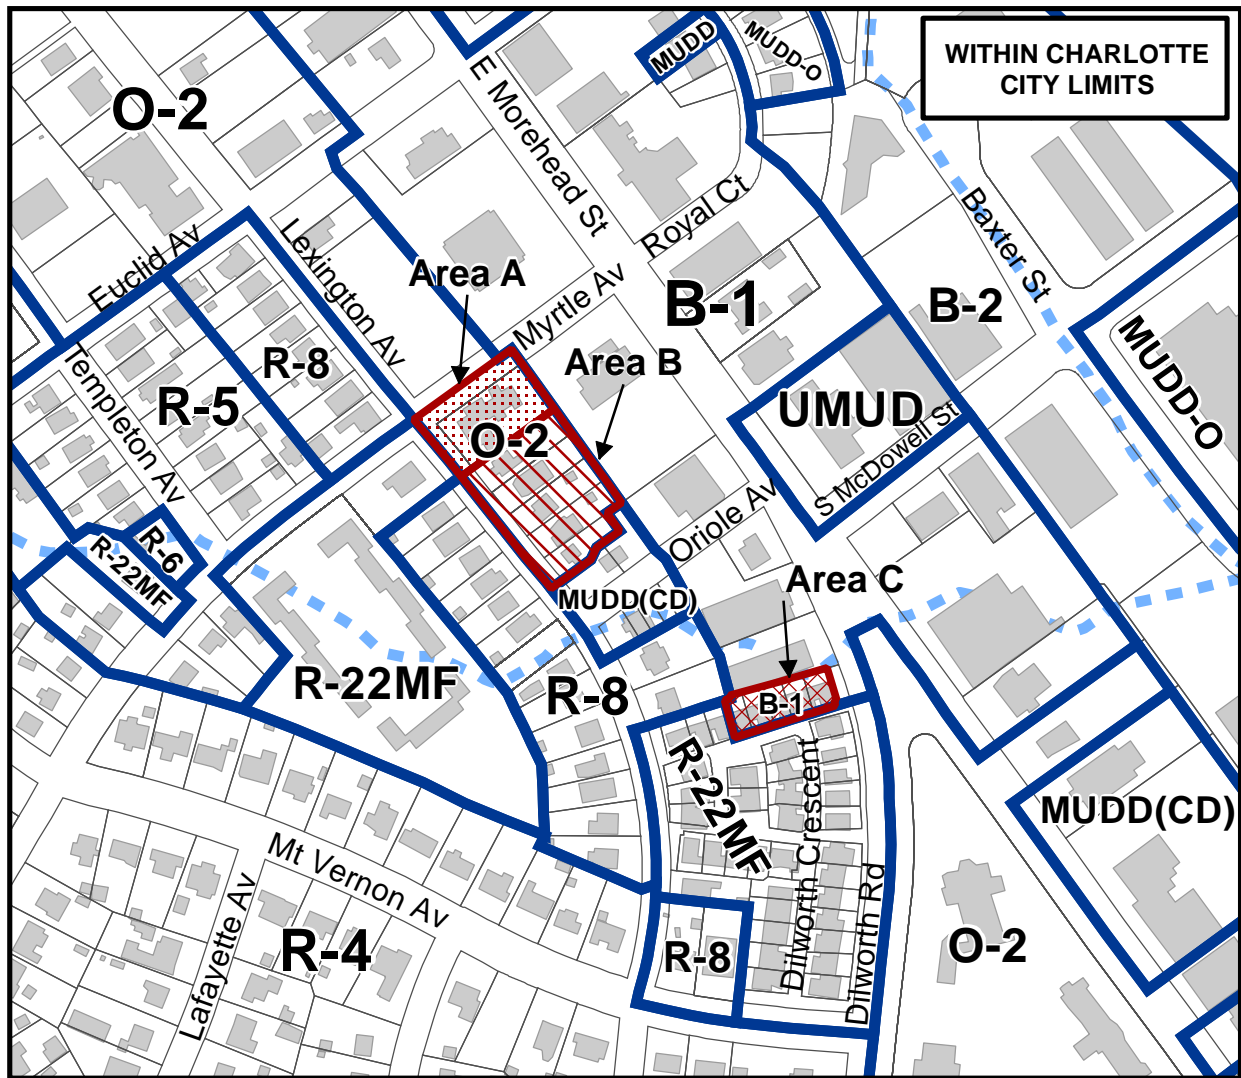 WITHIN CHARLOTTE
CITY LIMITS
MUDD
MUDD-O
O-2
E Morehead St
Royal Ct
Baxter St
Euclid Av
Lexington Av
Area A
Myrtle Av
B-1
B-2
MUDD-O
Area B
R-8
R-5
Templeton Av
O-2
UMUD
S McDowell St
Oriole Av
R-6
R-22MF
Area C
MUDD(CD)
R-22MF
R-8
B-1
R-22MF
Dilworth Crescent
MUDD(CD)
Mt Vernon Av
Lafayette Av
R-4
R-8
Dilworth Rd
O-2